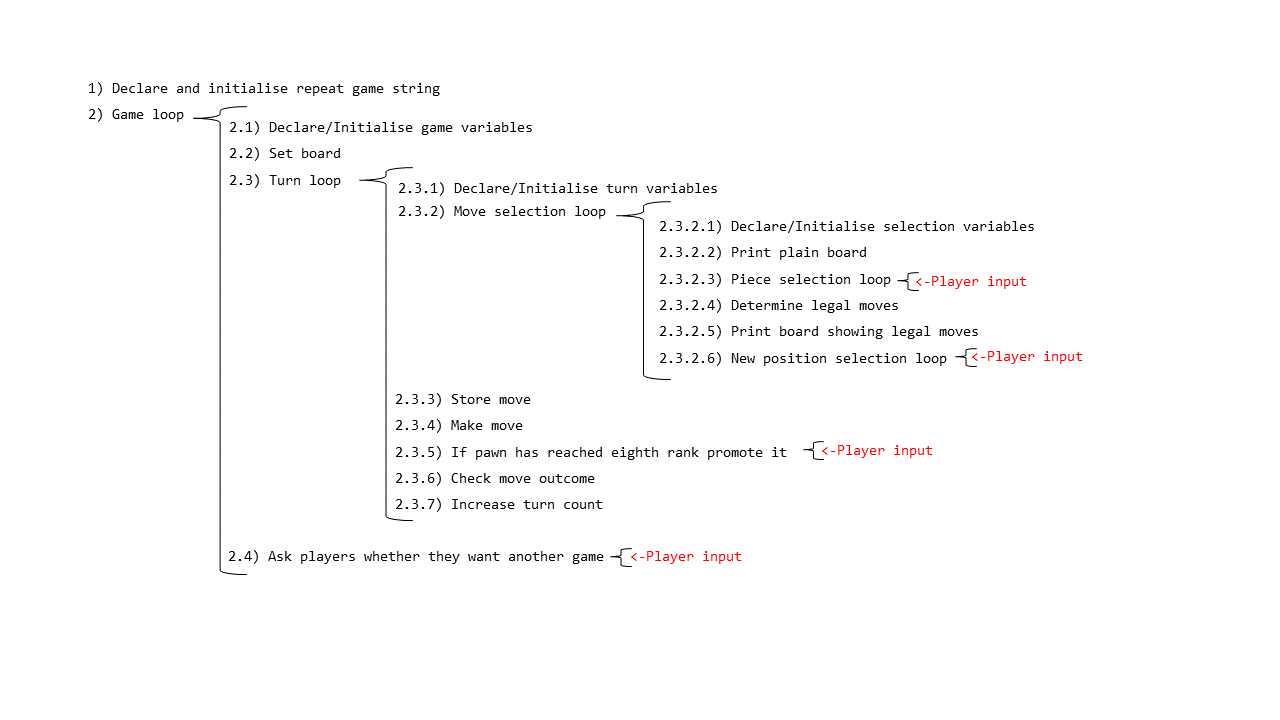 1) Declare and initialise repeat game string
2) Game loop
2.1) Declare/Initialise game variables
2.2) Set board
2.3) Turn loop
2.3.1) Declare/Initialise turn variables
2.3.2) Move selection loop
2.3.2.1) Declare/Initialise selection variables
2.3.2.2) Print plain board
2.3.2.3) Piece selection loop <-Player input
2.3.2.4) Determine legal moves
2.3.2.5) Print board showing legal moves
2.3.2.6) New position selection loop <-Player input
2.3.3) Store move
2.3.4) Make move
2.3.5) If pawn has reached eighth rank promote it <-Player input
2.3.6) Check move outcome
2.3.7) Increase turn count
2.4) Ask players whether they want another game <-Player input